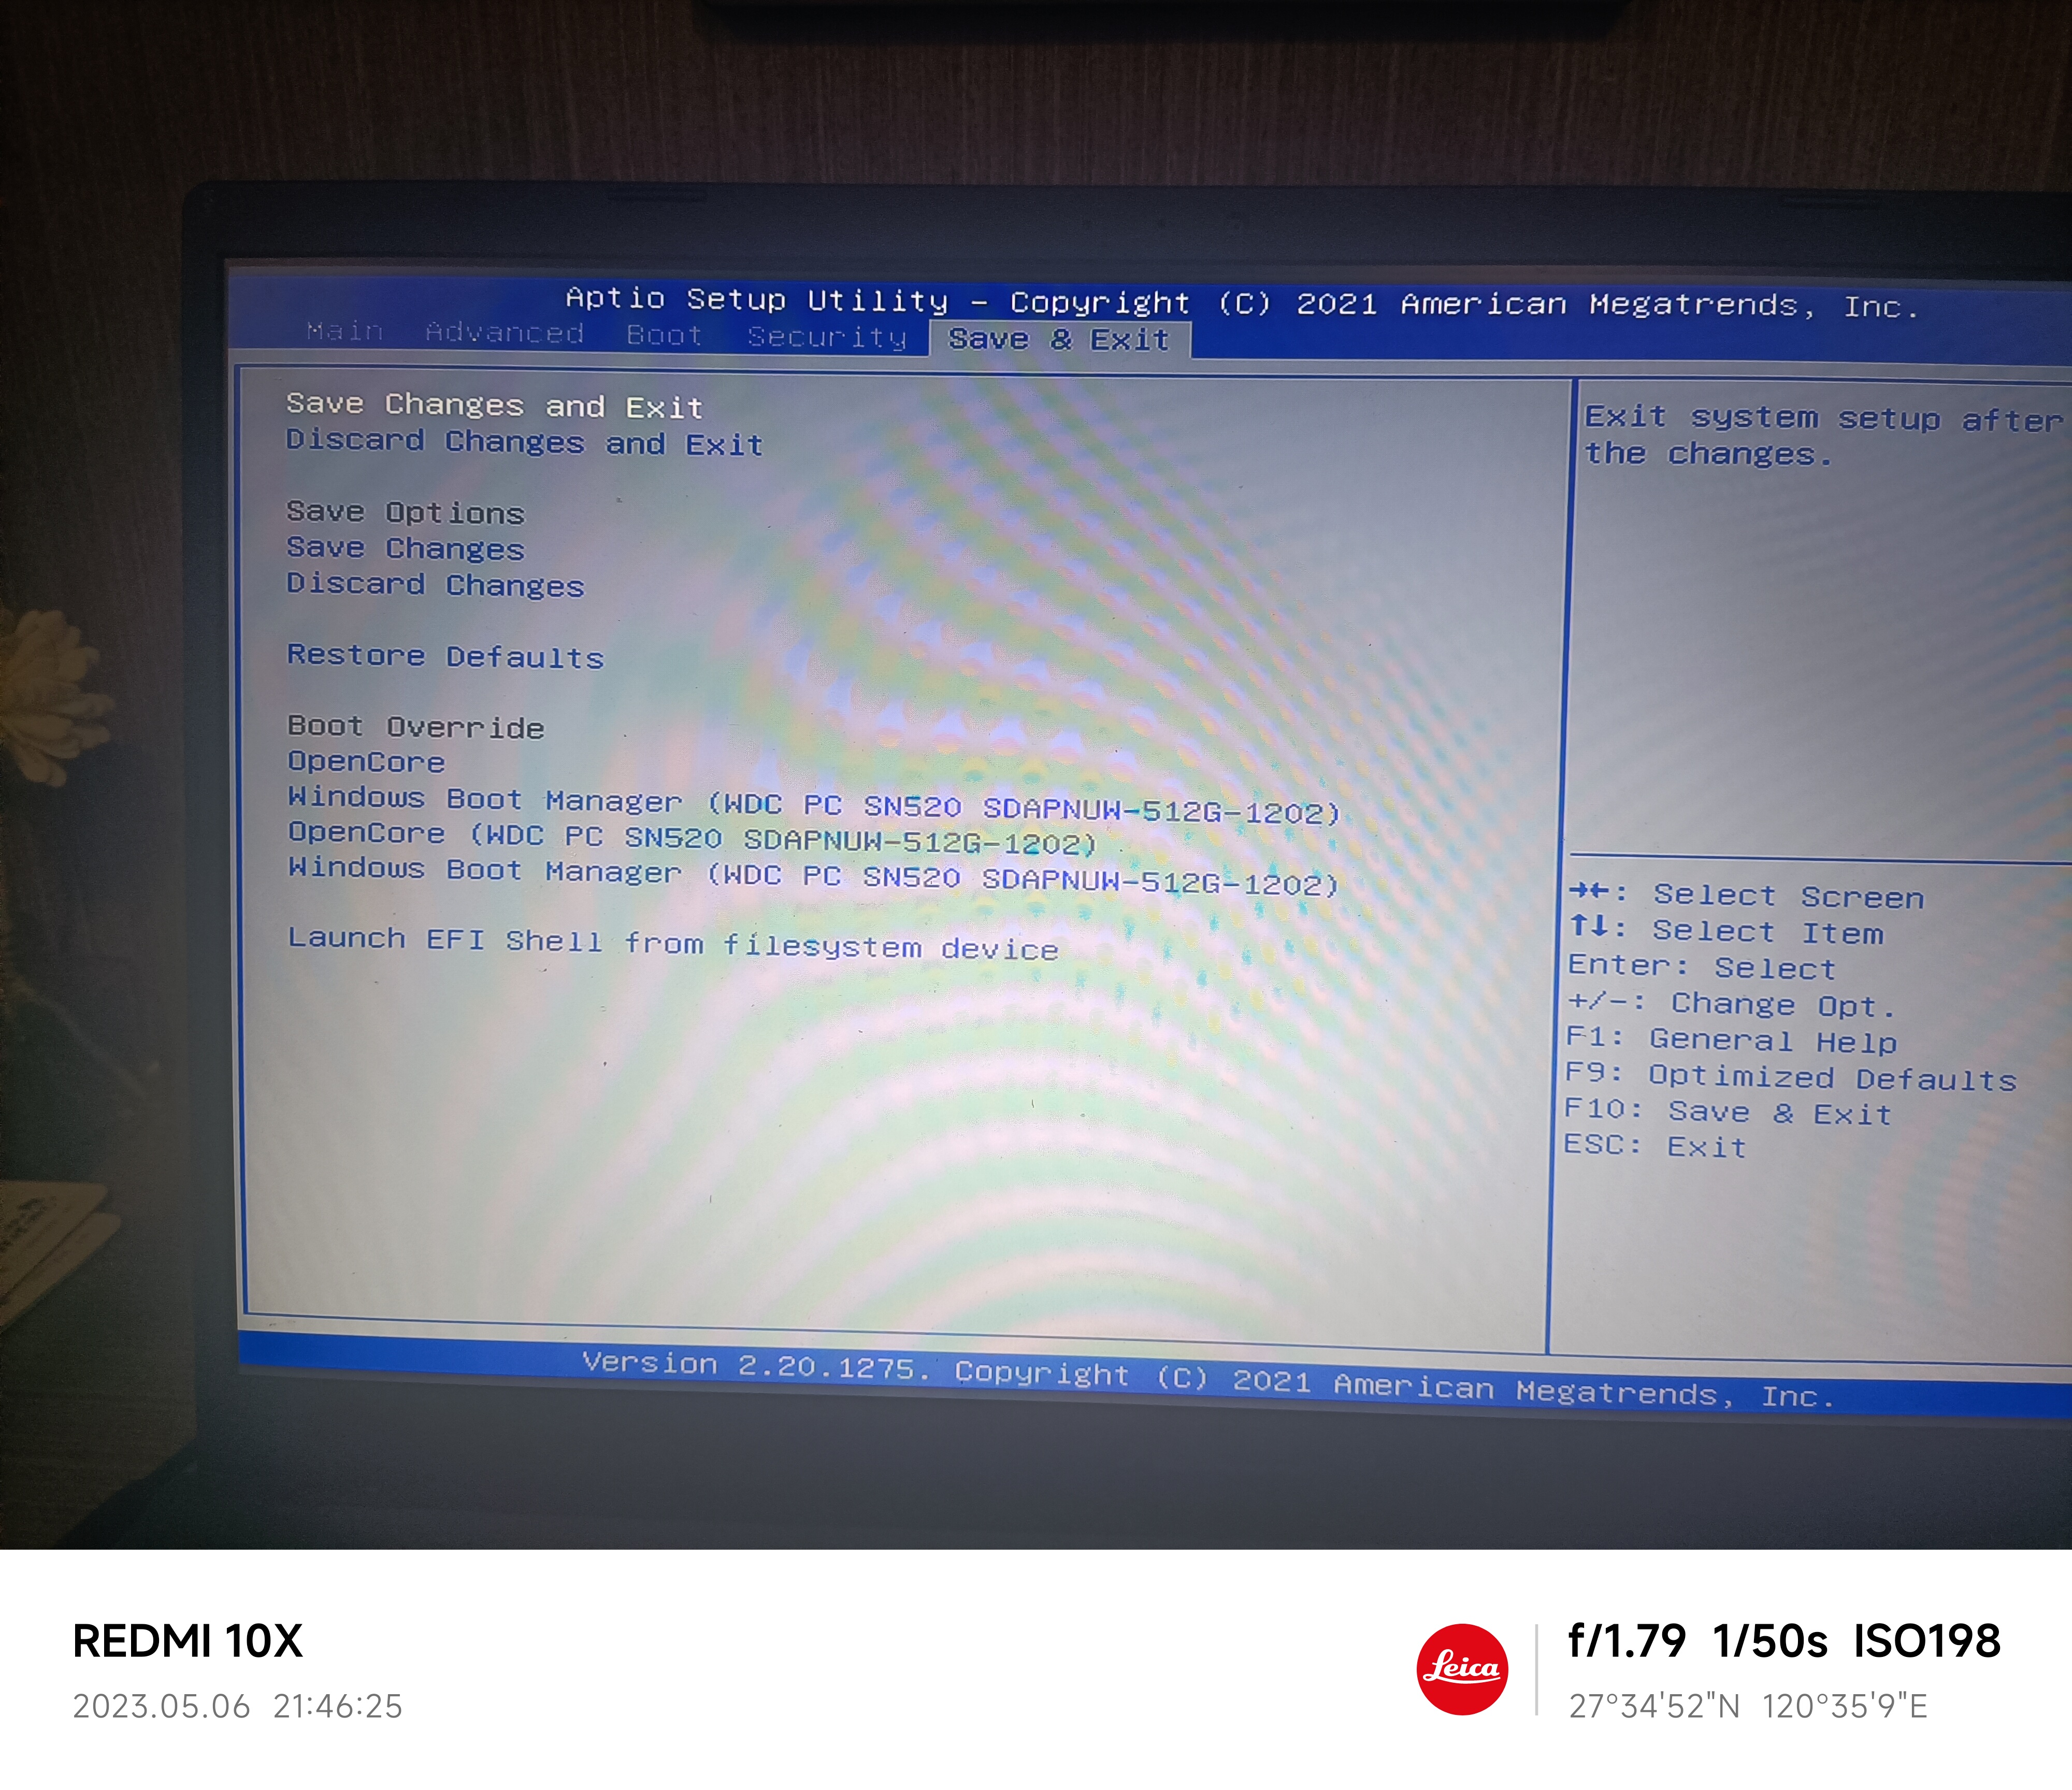 Aptio Setup Utility – Copyright (C) 2021 American Megatrends, Inc.
Main Advanced Boot Security Save & Exit
Save Changes and Exit
Discard Changes and Exit
Save Options
Save Changes
Discard Changes
Restore Defaults
Boot Override
OpenCore
Windows Boot Manager (WDC PC SN520 SDAPNUW-512G-1202)
OpenCore (WDC PC SN520 SDAPNUW-512G-1202)
Windows Boot Manager (WDC PC SN520 SDAPNUW-512G-1202)
Launch EFI Shell from filesystem device
Exit system setup after
the changes.
→←: Select Screen
↑↓: Select Item
Enter: Select
+/-: Change Opt.
F1: General Help
F9: Optimized Defaults
F10: Save & Exit
ESC: Exit
Version 2.20.1275. Copyright (C) 2021 American Megatrends, Inc.
REDMI 10X
2023.05.06 21:46:25
Leica
f/1.79 1/50s ISO198
27°34'52"N 120°35'9"E